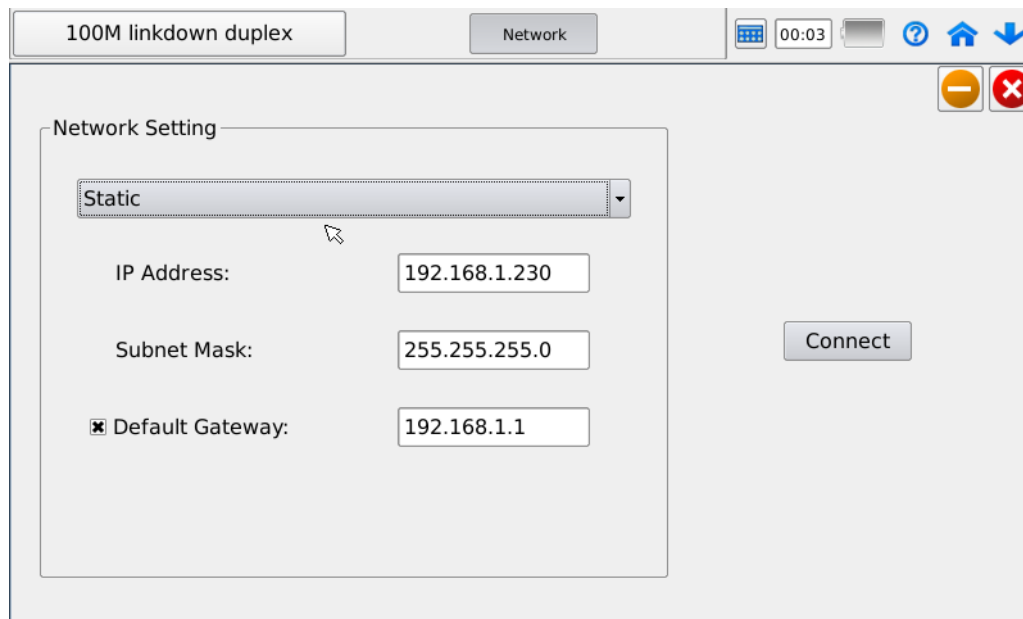 100M linkdown duplex
Network
00:03
?
Network Setting
Static
IP Address:
192.168.1.230
Subnet Mask:
255.255.255.0
Connect
Default Gateway:
192.168.1.1